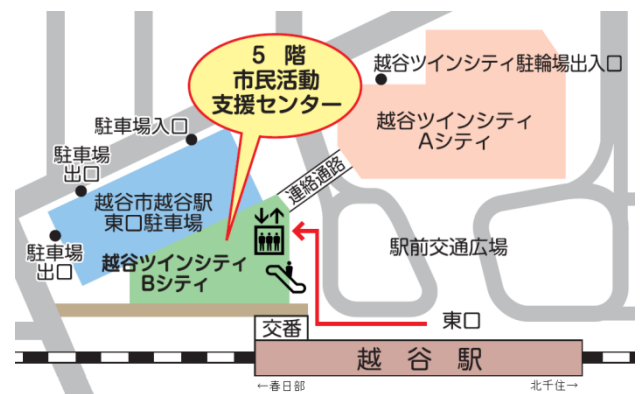 5 階
市民活動
支援センター
越谷ツインシティ駐輪場出入口
越谷ツインシティ
Aシティ
駐車場入口
駐車場
出口
越谷市越谷駅
東口駐車場
連絡通路
駐車場
出口
越谷ツインシティ
Bシティ
駅前交通広場
交番
東口
越谷駅
←春日部
北千住→